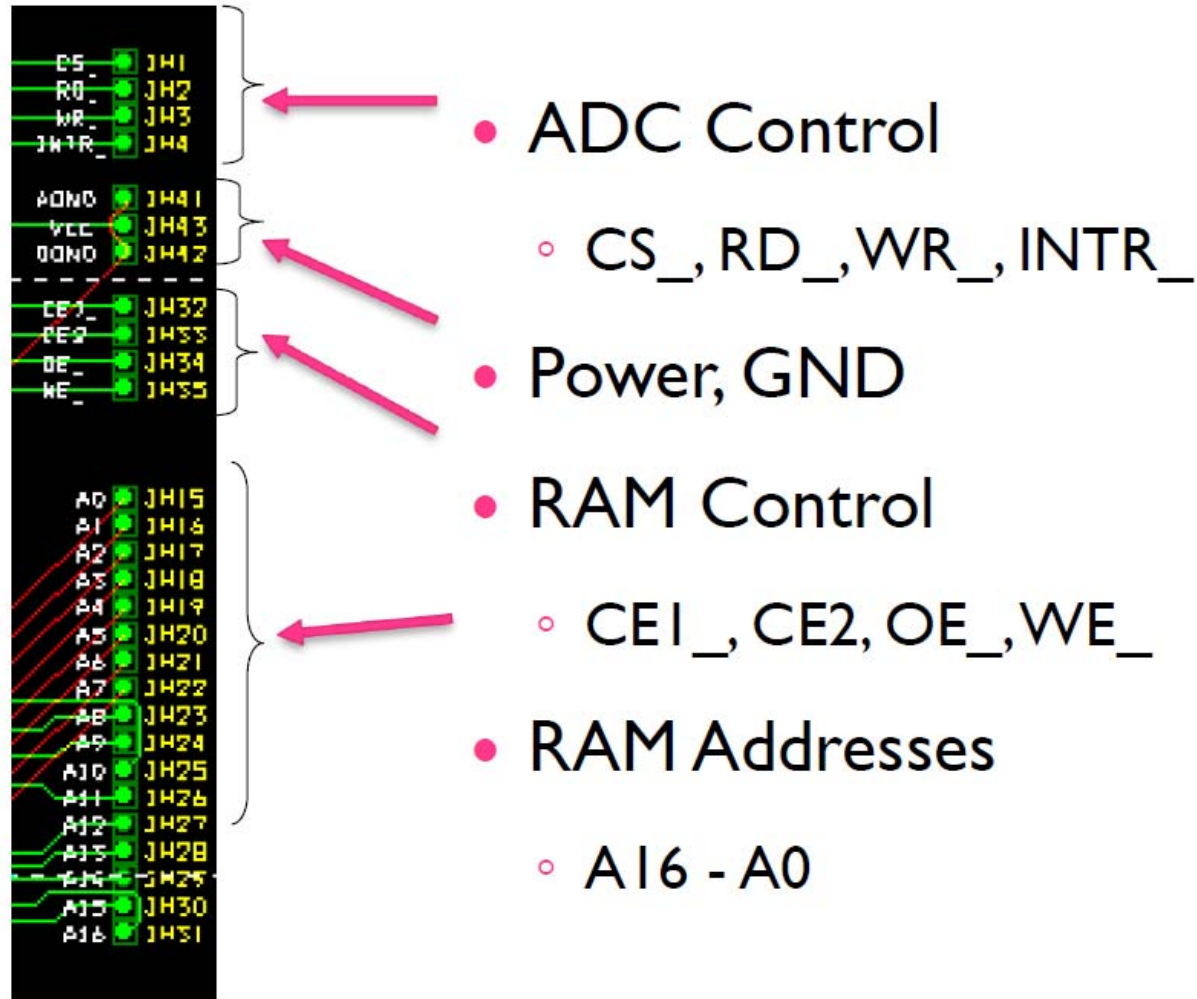 CS_ JH1
RD_ JH2
WR_ JH3
INTR_ JH4
AGND JH41
VCC JH43
DGND JH42
CE1_ JH32
CE2 JH33
OE_ JH34
WE_ JH35
A0 JH15
A1 JH16
A2 JH17
A3 JH18
A4 JH19
A5 JH20
A6 JH21
A7 JH22
A8 JH23
A9 JH24
A10 JH25
A11 JH26
A12 JH27
A13 JH28
A14 JH29
A15 JH30
A16 JH31
• ADC Control
◦ CS_, RD_,WR_, INTR_
• Power, GND
• RAM Control
◦ CE1_, CE2, OE_,WE_
• RAM Addresses
◦ A16 - A0